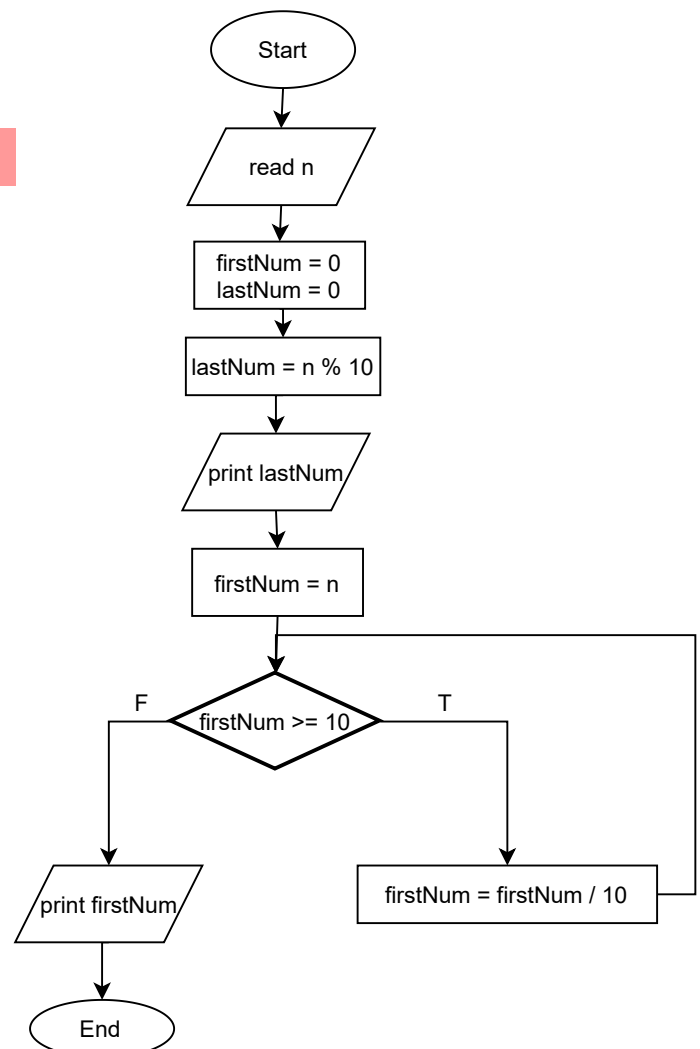 Start
read n
firstNum = 0
lastNum = 0
lastNum = n % 10
print lastNum
firstNum = n
F
T
firstNum >= 10
print firstNum
firstNum = firstNum / 10
End